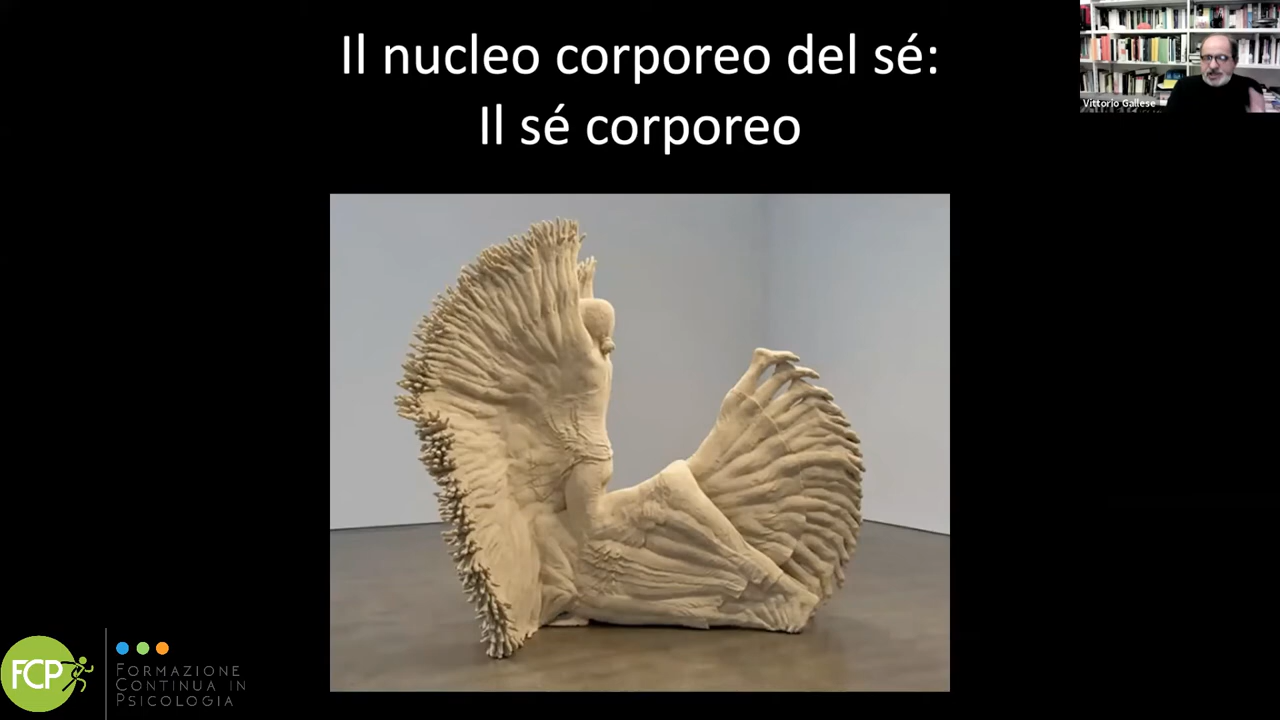 Il nucleo corporeo del sé:
Il sé corporeo
Vittorio Gallese
FCP
FORMAZIONE
CONTINUA IN
PSICOLOGIA